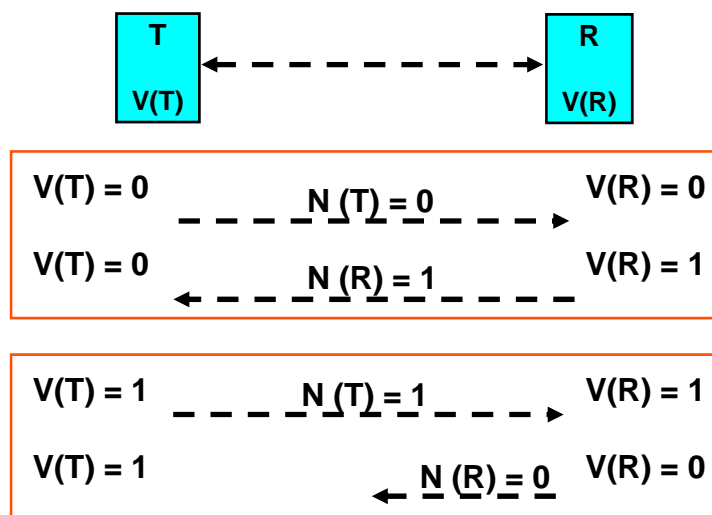 T R
V(T) V(R)
V(T) = 0 N (T) = 0 V(R) = 0
V(T) = 0 N (R) = 1 V(R) = 1
V(T) = 1 N (T) = 1 V(R) = 1
V(T) = 1 N (R) = 0 V(R) = 0